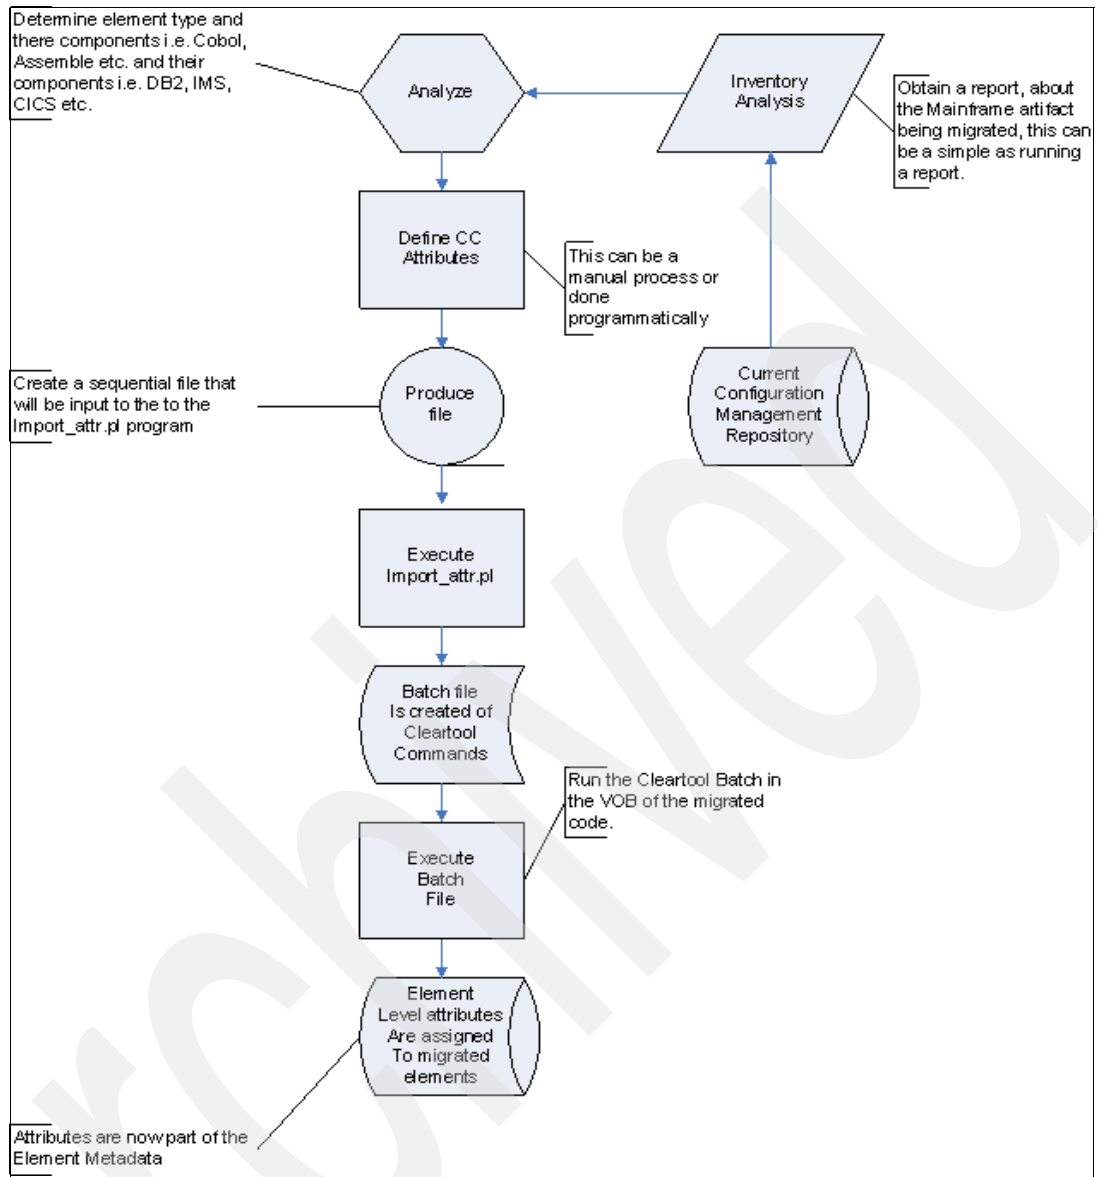 Determine element type and
there components i.e. Cobol,
Assemble etc. and their
components i.e. DB2, IMS,
CICS etc.
Analyze
Inventory
Analysis
Obtain a report, about
the Mainframe artifact
being migrated, this can
be a simple as running
a report.
Define CC
Attributes
This can be a
manual process or
done
programmatically
Create a sequential file that
will be input to the to the
Import_attr.pl program
Produce
file
Current
Configuration
Management
Repository
Execute
Import_attr.pl
Batch file
Is created of
Cleartool
Commands
Run the Cleartool Batch in
the VOB of the migrated
code.
Execute
Batch
File
Element
Level attributes
Are assigned
To migrated
elements
Attributes are now part of the
Element Metadata
rchived